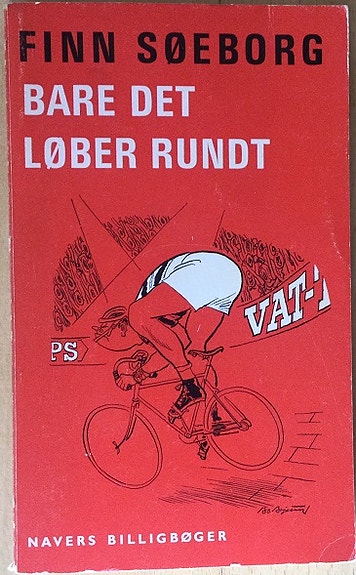 FINN SØEBORG
BARE DET
LØBER RUNDT
VAT-
PS
NAVERS BILLIGBØGER